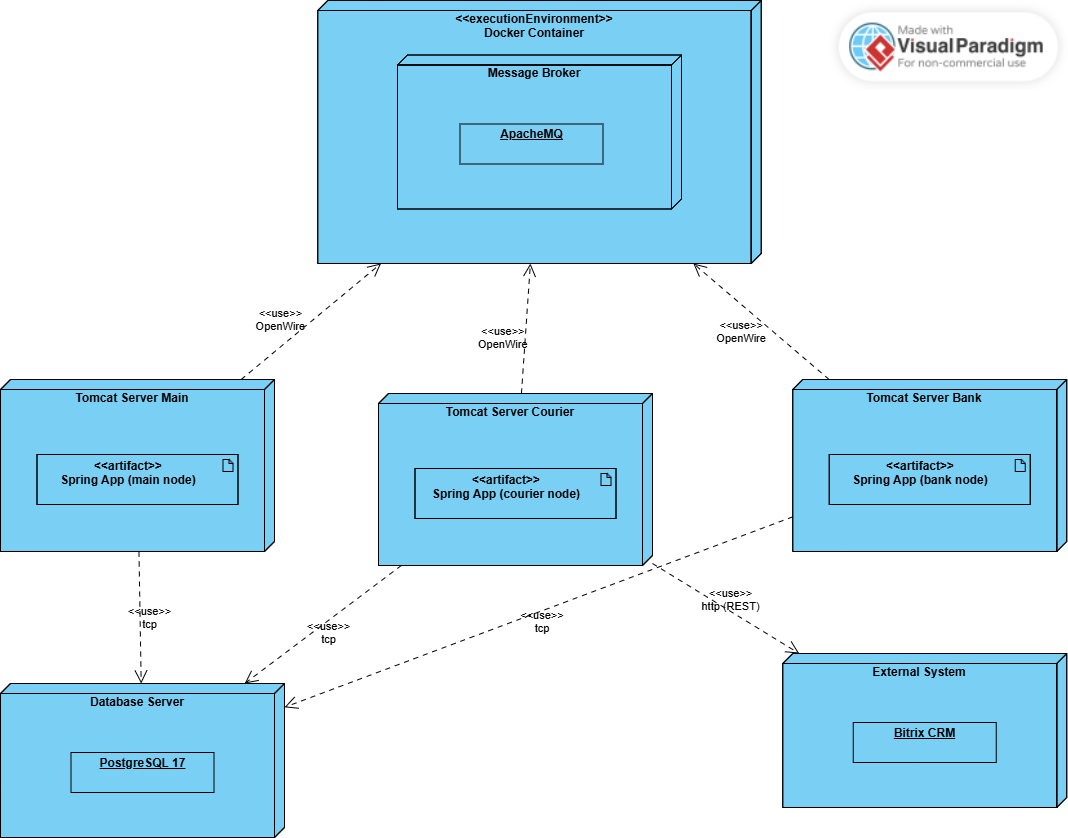 <<executionEnvironment>>
Docker Container
Made with
VisualParadigm
For non-commercial use
Message Broker
ApacheMQ
<<use>>
OpenWire
<<use>>
OpenWire
<<use>>
OpenWire
Tomcat Server Main
Tomcat Server Courier
Tomcat Server Bank
<<artifact>>
Spring App (main node)
<<artifact>>
Spring App (courier node)
<<artifact>>
Spring App (bank node)
<<use>>
tcp
<<use>>
tcp
<<use>>
tcp
<<use>>
http (REST)
Database Server
PostgreSQL 17
External System
Bitrix CRM